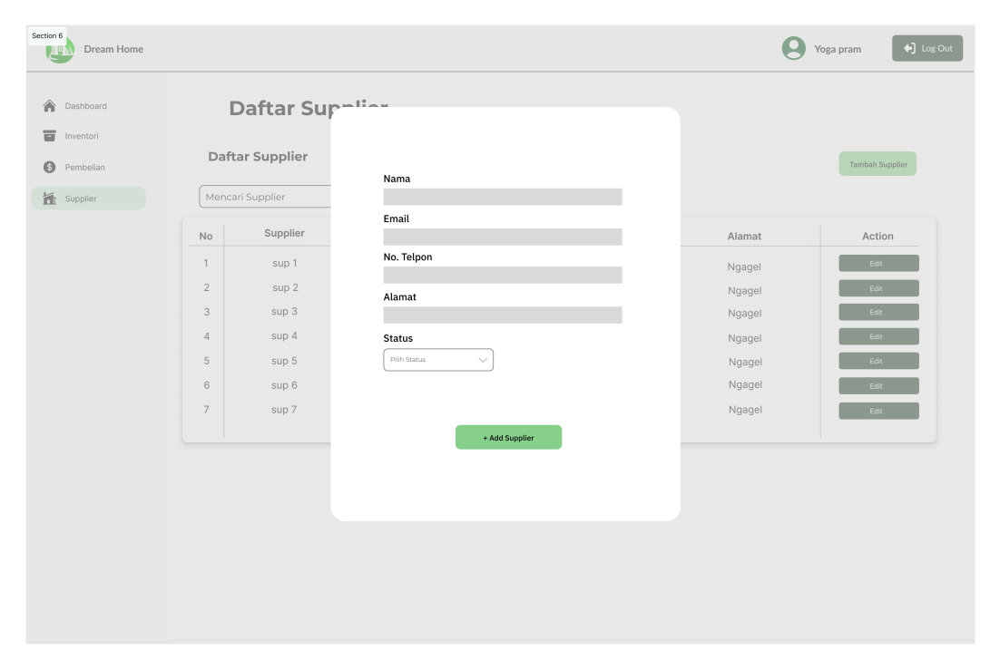 Section 6
Dream Home
Yoga pram
Log Out
Dashboard
Inventori
Pembelian
Supplier
Daftar Supplier
Daftar Supplier
Tambah Supplier
Mencari Supplier
No Supplier Alamat Action
1 sup 1 Ngagel Edit
2 sup 2 Ngagel Edit
3 sup 3 Ngagel Edit
4 sup 4 Ngagel Edit
5 sup 5 Ngagel Edit
6 sup 6 Ngagel Edit
7 sup 7 Ngagel Edit
Nama
Email
No. Telpon
Alamat
Status
Pilih Status
+ Add Supplier